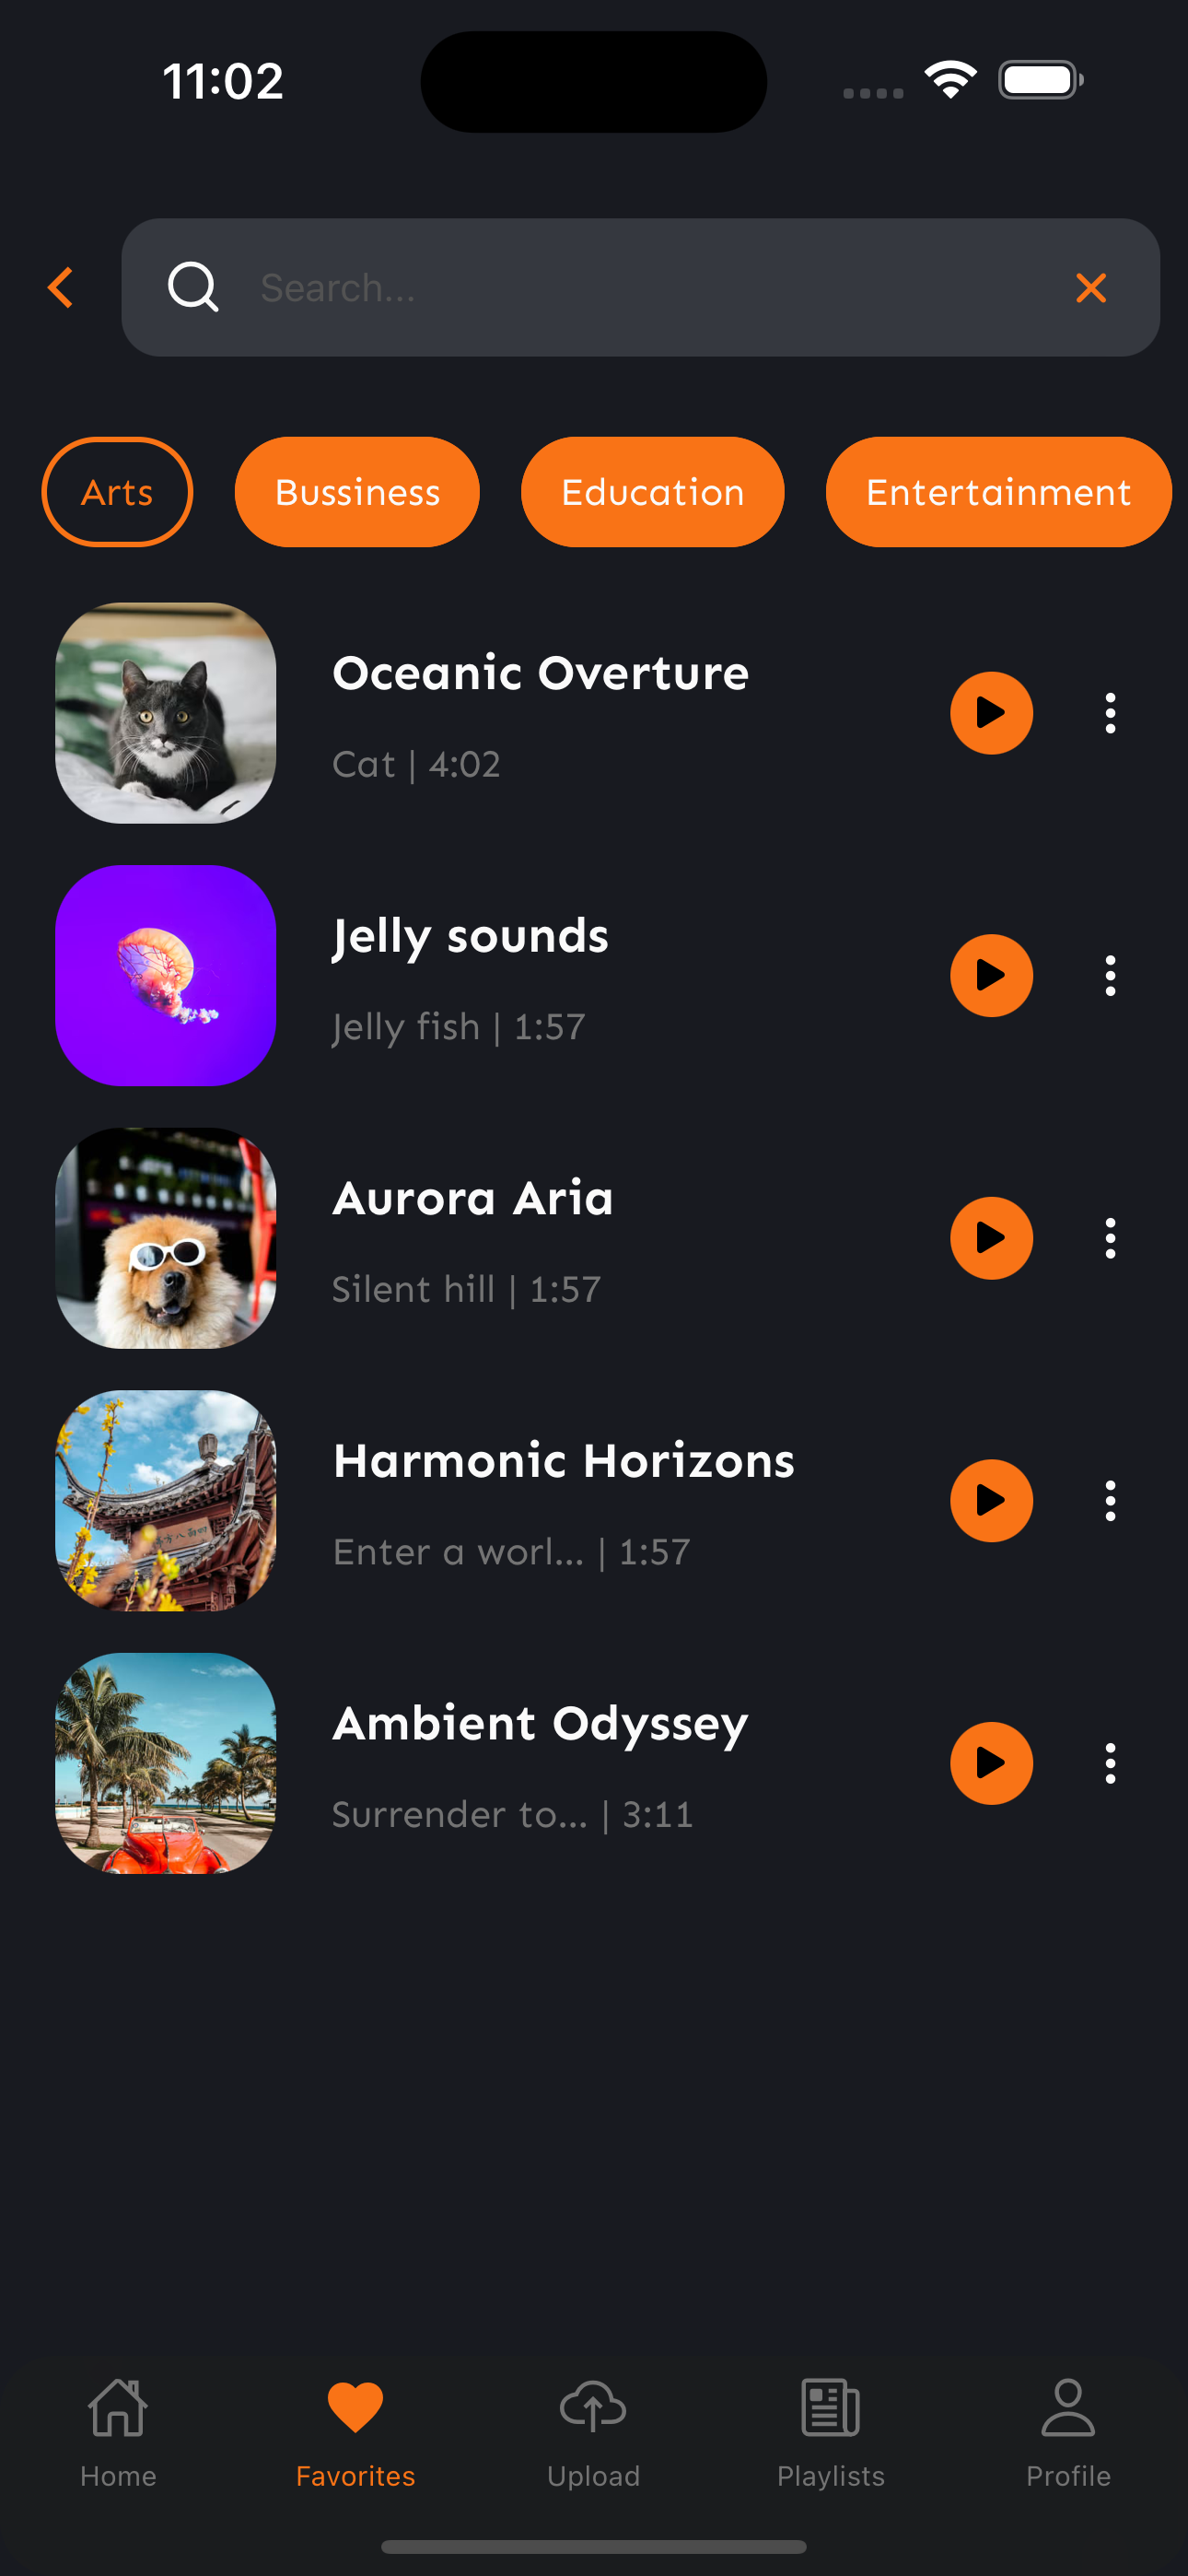 11:02
Search...
Arts Bussiness Education Entertainment
Oceanic Overture
Cat | 4:02
Jelly sounds
Jelly fish | 1:57
Aurora Aria
Silent hill | 1:57
Harmonic Horizons
Enter a worl... | 1:57
Ambient Odyssey
Surrender to... | 3:11
Home Favorites Upload Playlists Profile